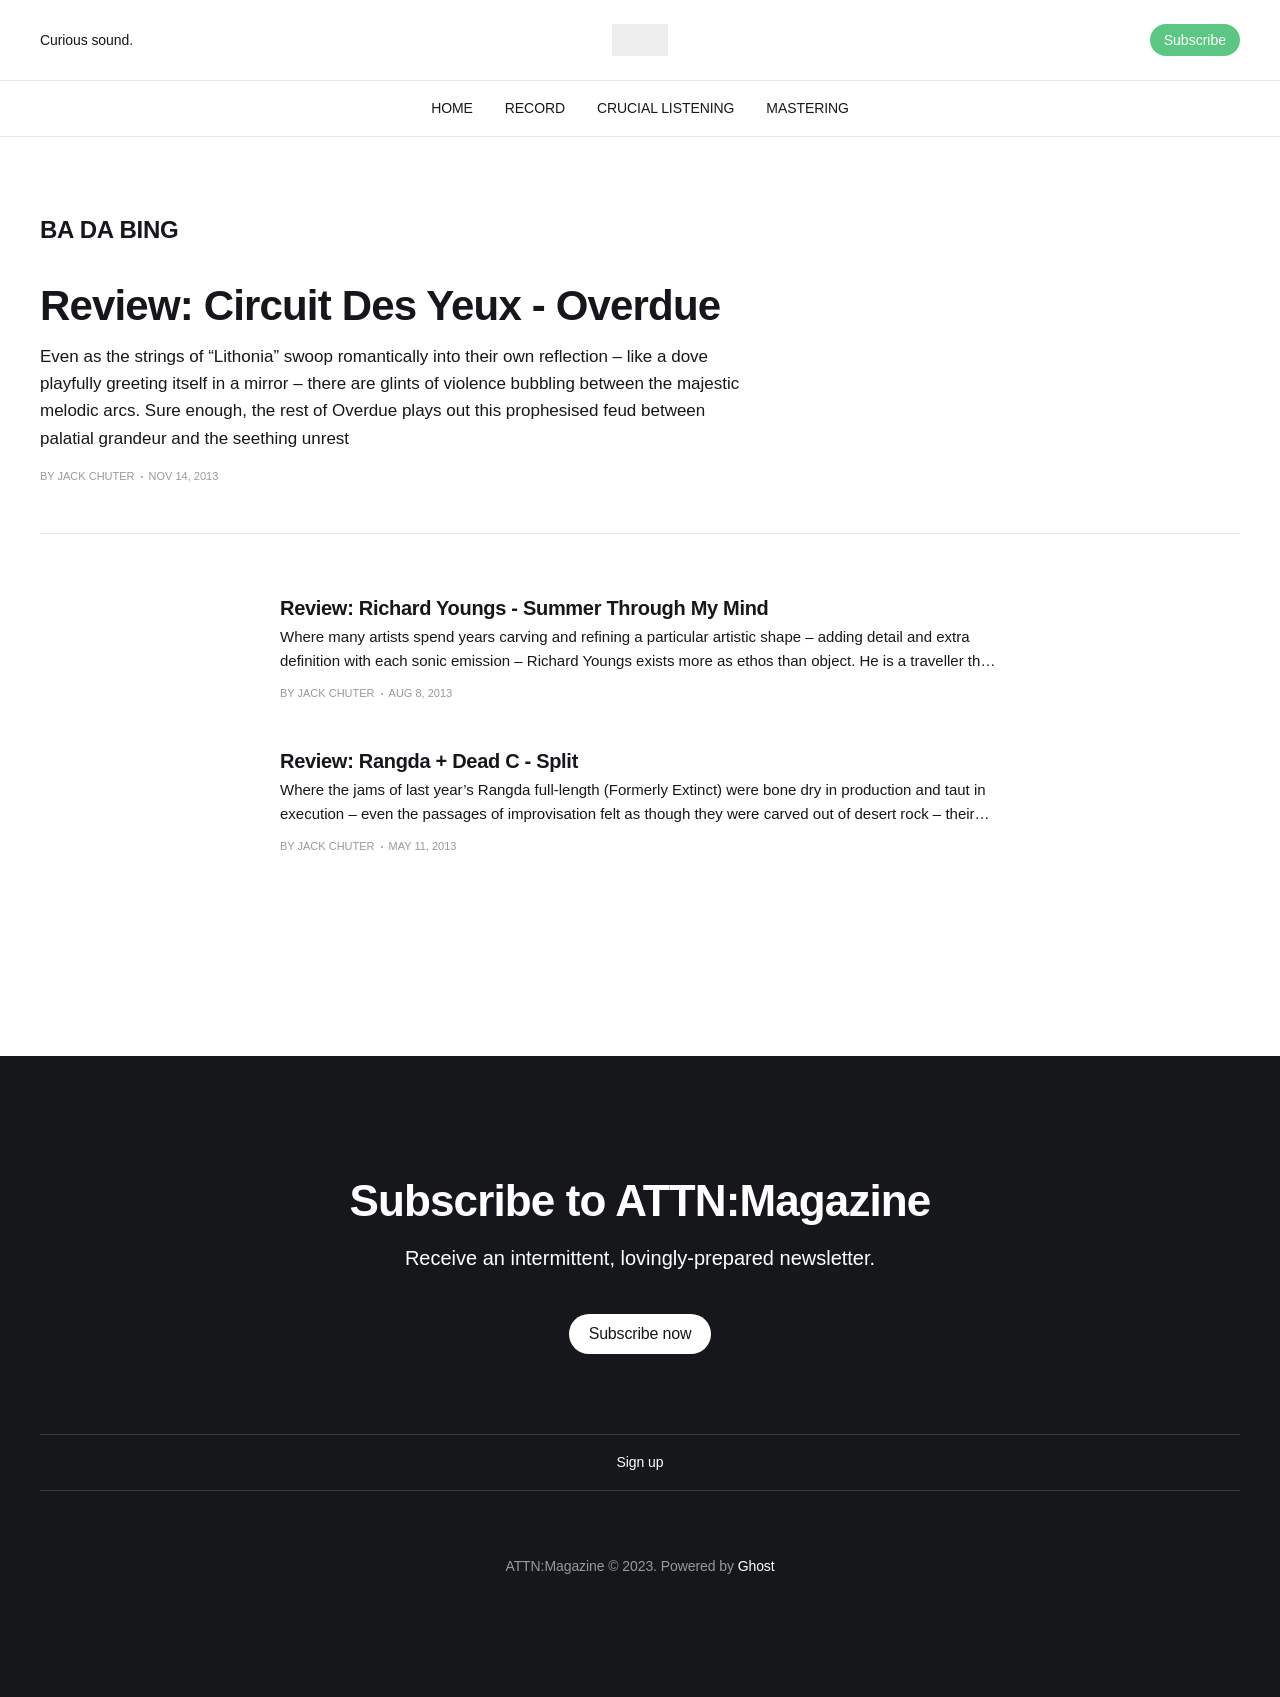 Curious sound.
Subscribe
HOME
RECORD
CRUCIAL LISTENING
MASTERING
BA DA BING
Review: Circuit Des Yeux - Overdue
Even as the strings of “Lithonia” swoop romantically into their own reflection – like a dove
playfully greeting itself in a mirror – there are glints of violence bubbling between the majestic
melodic arcs. Sure enough, the rest of Overdue plays out this prophesised feud between
palatial grandeur and the seething unrest
BY JACK CHUTER • NOV 14, 2013
Review: Richard Youngs - Summer Through My Mind
Where many artists spend years carving and refining a particular artistic shape – adding detail and extra
definition with each sonic emission – Richard Youngs exists more as ethos than object. He is a traveller th…
BY JACK CHUTER • AUG 8, 2013
Review: Rangda + Dead C - Split
Where the jams of last year’s Rangda full-length (Formerly Extinct) were bone dry in production and taut in
execution – even the passages of improvisation felt as though they were carved out of desert rock – their…
BY JACK CHUTER • MAY 11, 2013
Subscribe to ATTN:Magazine
Receive an intermittent, lovingly-prepared newsletter.
Subscribe now
Sign up
ATTN:Magazine © 2023. Powered by Ghost